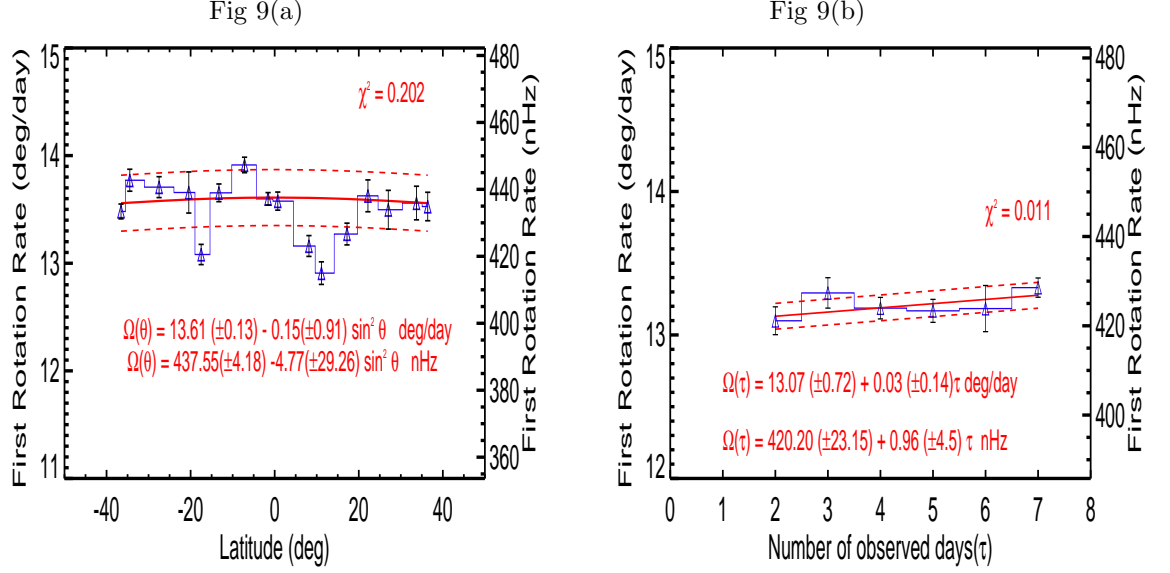 Fig 9(a)
First Rotation Rate (deg/day)
15
14
13
12
11
480
460
440
420
400
380
360
First Rotation Rate (nHz)
χ² = 0.202
Ω(θ) = 13.61 (±0.13) - 0.15(±0.91) sin² θ deg/day
Ω(θ) = 437.55(±4.18) -4.77(±29.26) sin² θ nHz
-40 -20 0 20 40
Latitude (deg)
Fig 9(b)
First Rotation Rate (deg/day)
15
14
13
12
480
460
440
420
400
First Rotation Rate (nHz)
χ² = 0.011
Ω(τ) = 13.07 (±0.72) + 0.03 (±0.14)τ deg/day
Ω(τ) = 420.20 (±23.15) + 0.96 (±4.5) τ nHz
0 1 2 3 4 5 6 7 8
Number of observed days(τ)